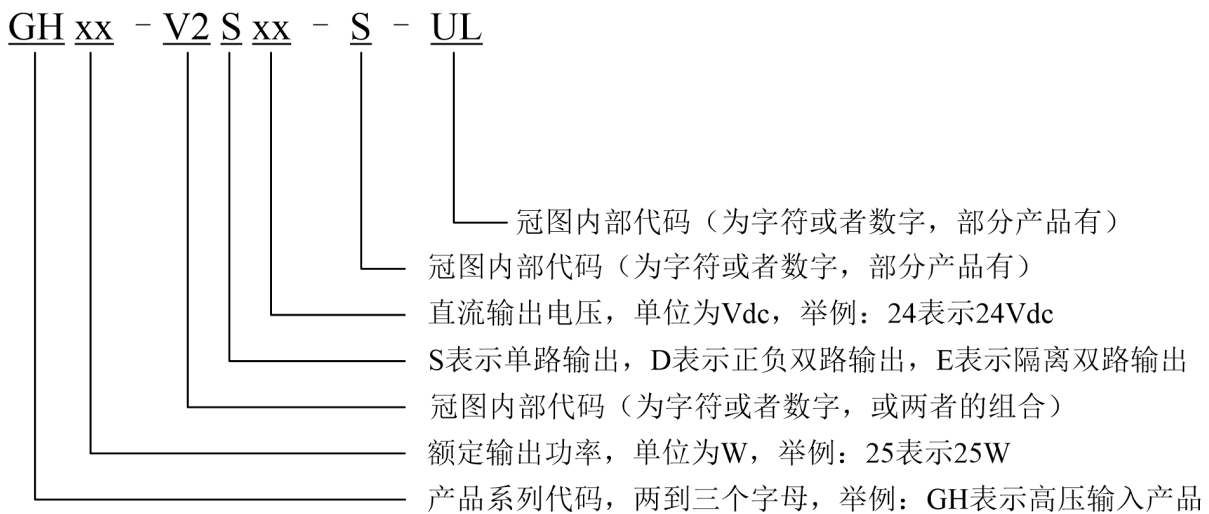 GH xx - V2 S xx - S - UL
冠图内部代码（为字符或者数字，部分产品有）
冠图内部代码（为字符或者数字，部分产品有）
直流输出电压，单位为Vdc，举例：24表示24Vdc
S表示单路输出，D表示正负双路输出，E表示隔离双路输出
冠图内部代码（为字符或者数字，或两者的组合）
额定输出功率，单位为W，举例：25表示25W
产品系列代码，两到三个字母，举例：GH表示高压输入产品